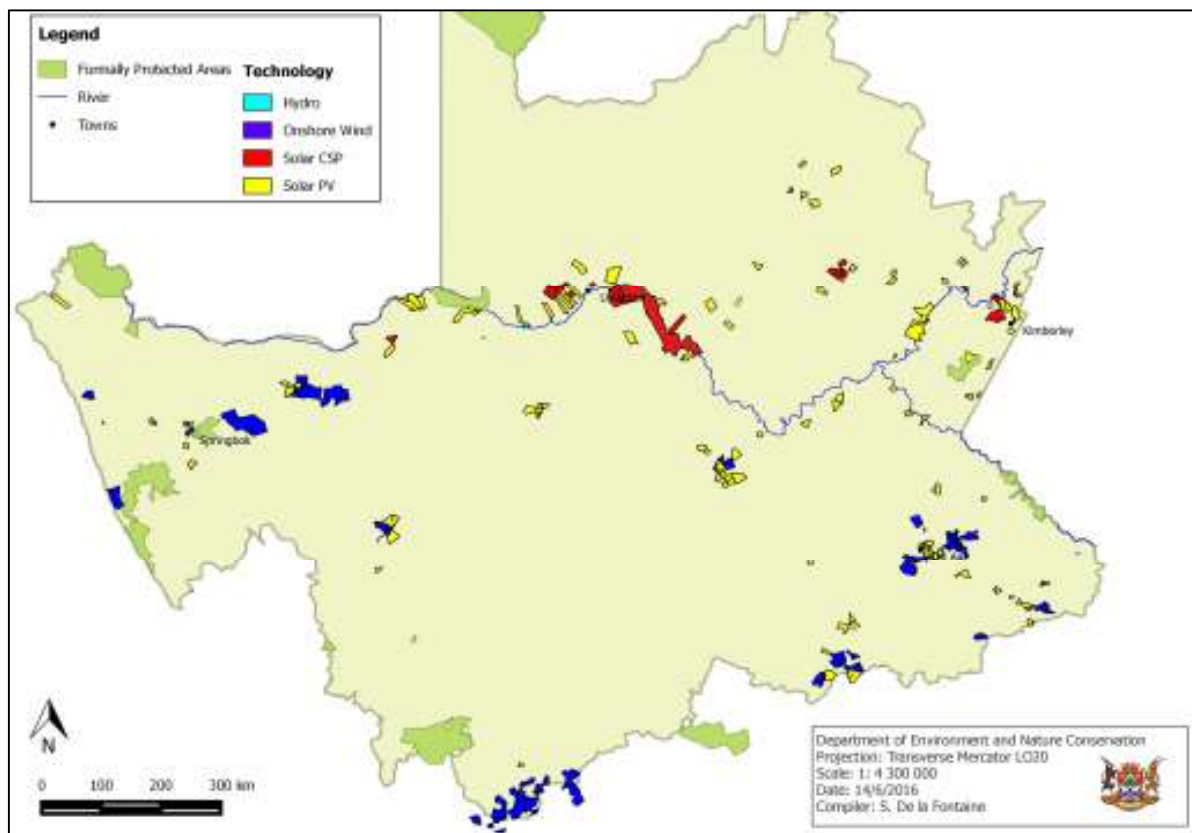 Legend
Formally Protected Areas
River
Towns
Technology
Hydro
Onshore Wind
Solar CSP
Solar PV
Kimberley
Springbok
N
0 100 200 300 km
Department of Environment and Nature Conservation
Projection: Transverse Mercator LO20
Scale: 1: 4 300 000
Date: 14/6/2016
Compiler: S. De la Fontaine